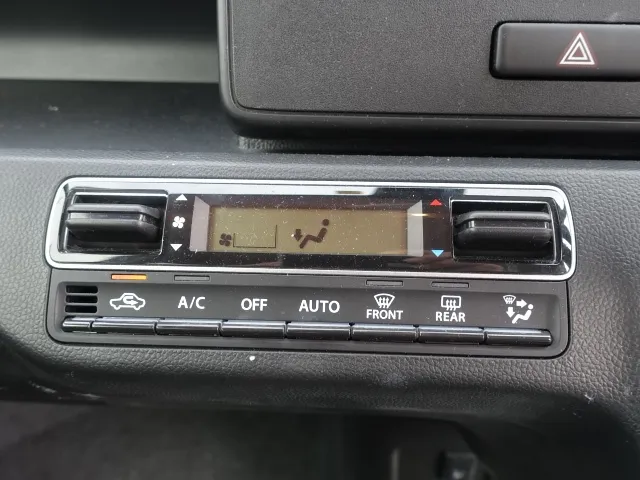 A/C OFF AUTO FRONT REAR